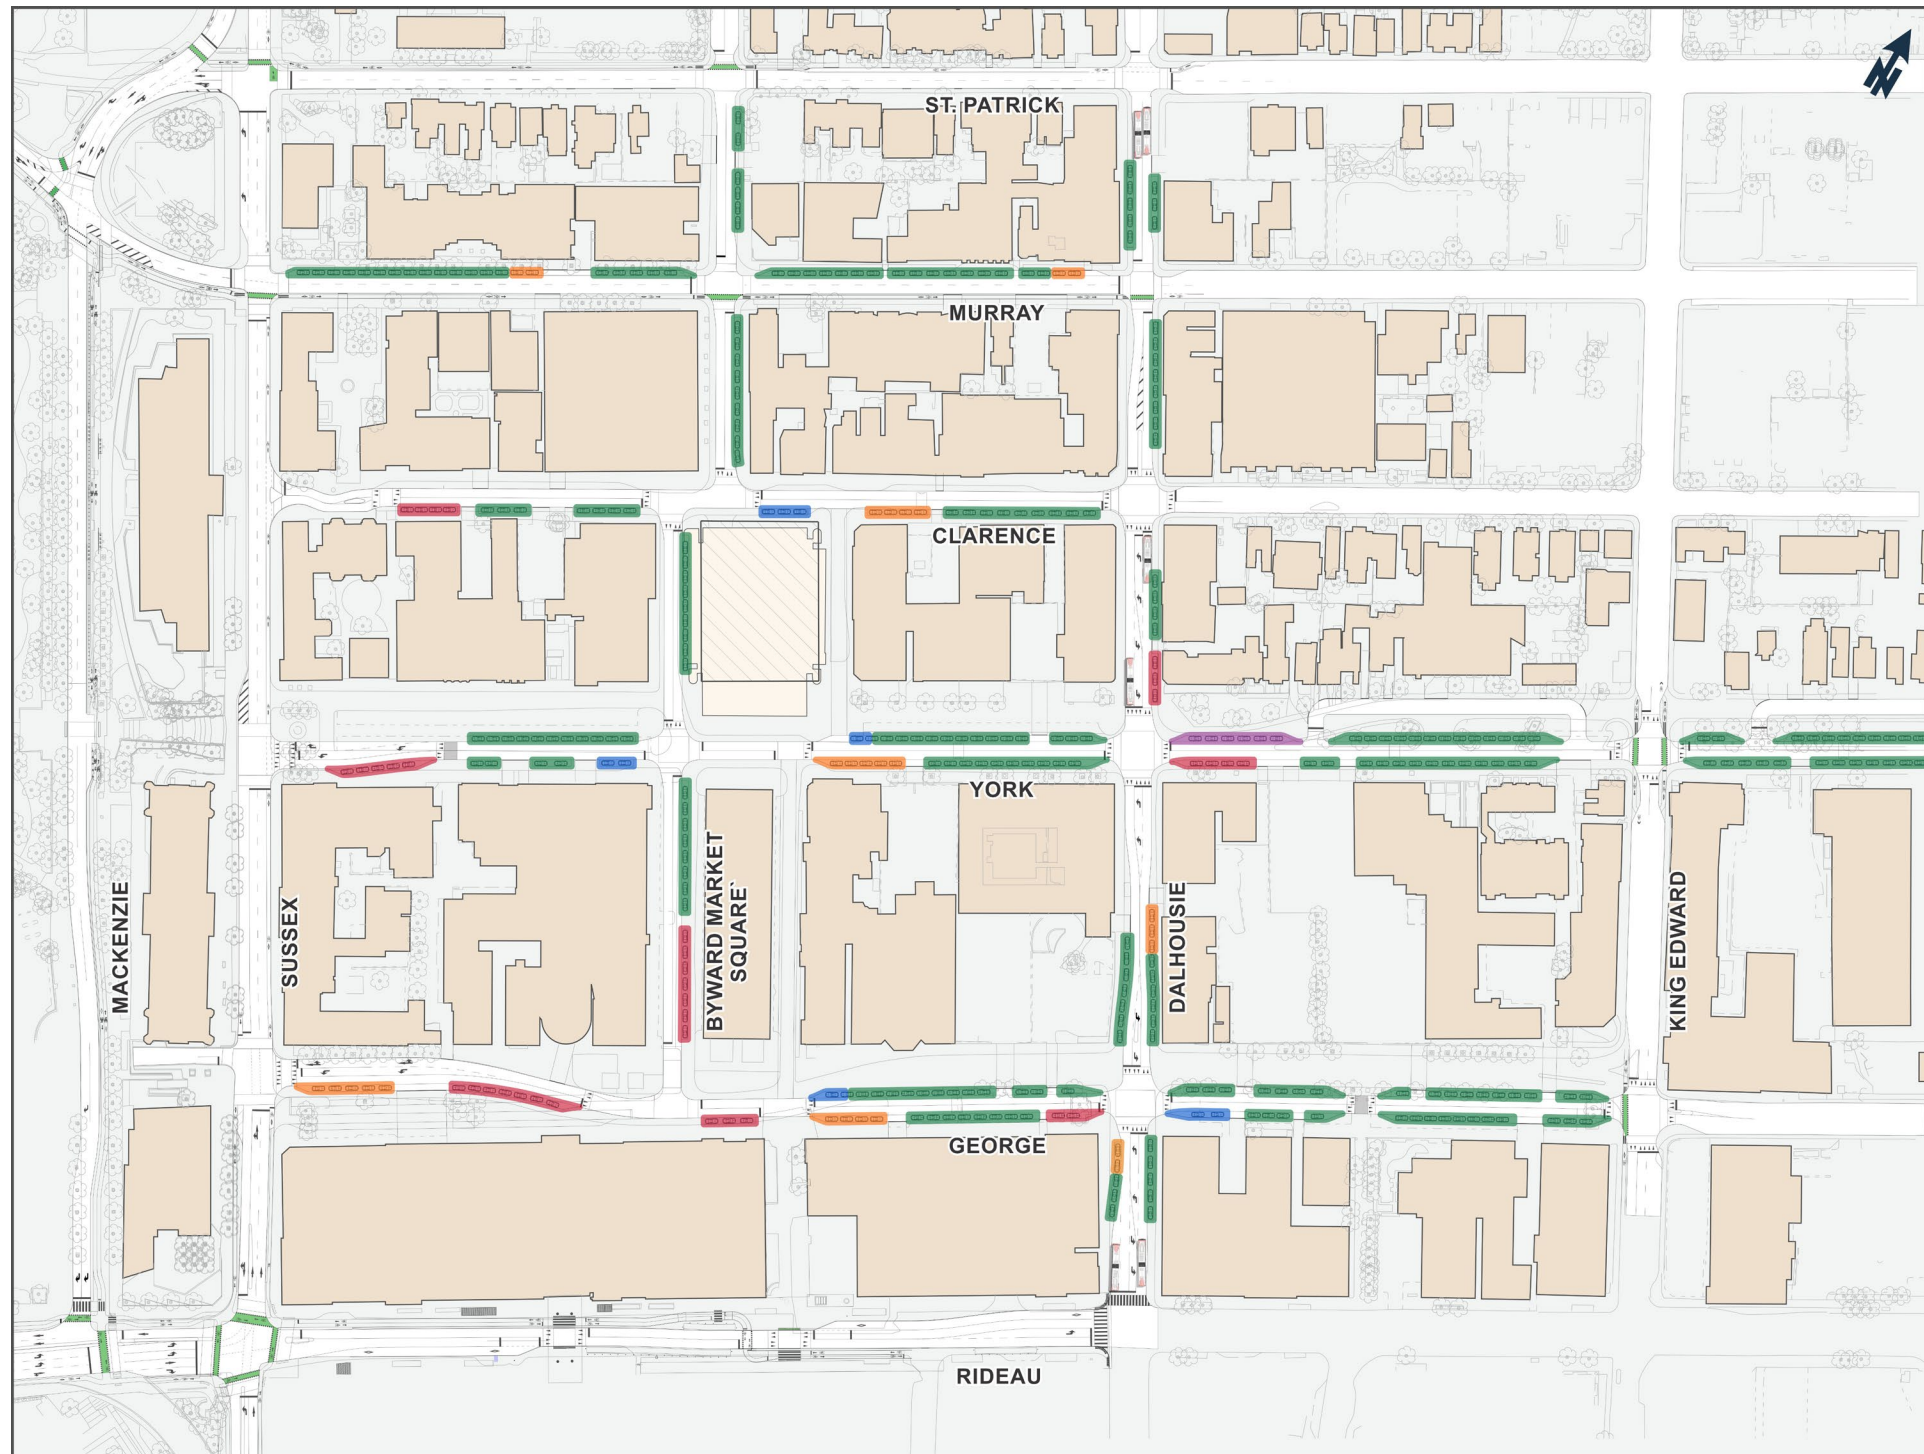 N
ST. PATRICK
MURRAY
CLARENCE
YORK
MACKENZIE
SUSSEX
BYWARD MARKET
SQUARE`
DALHOUSIE
KING EDWARD
GEORGE
RIDEAU